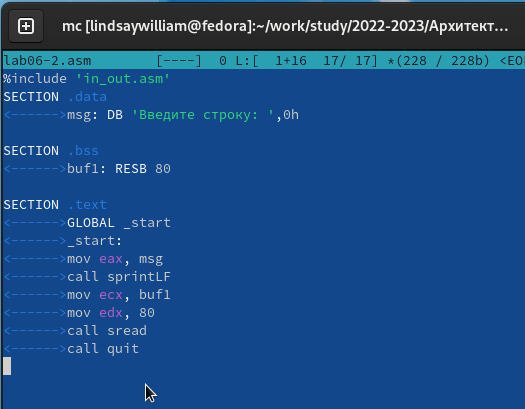 mc [lindsaywilliam@fedora]:~/work/study/2022-2023/Архитект...
lab06-2.asm [----] 0 L:[ 1+16 17/ 17] *(228 / 228b) <EO
%include 'in_out.asm'
SECTION .data
<------>msg: DB 'Введите строку: ',0h
SECTION .bss
<------>buf1: RESB 80
SECTION .text
<------>GLOBAL _start
<------>_start:
<------>mov eax, msg
<------>call sprintLF
<------>mov ecx, buf1
<------>mov edx, 80
<------>call sread
<------>call quit